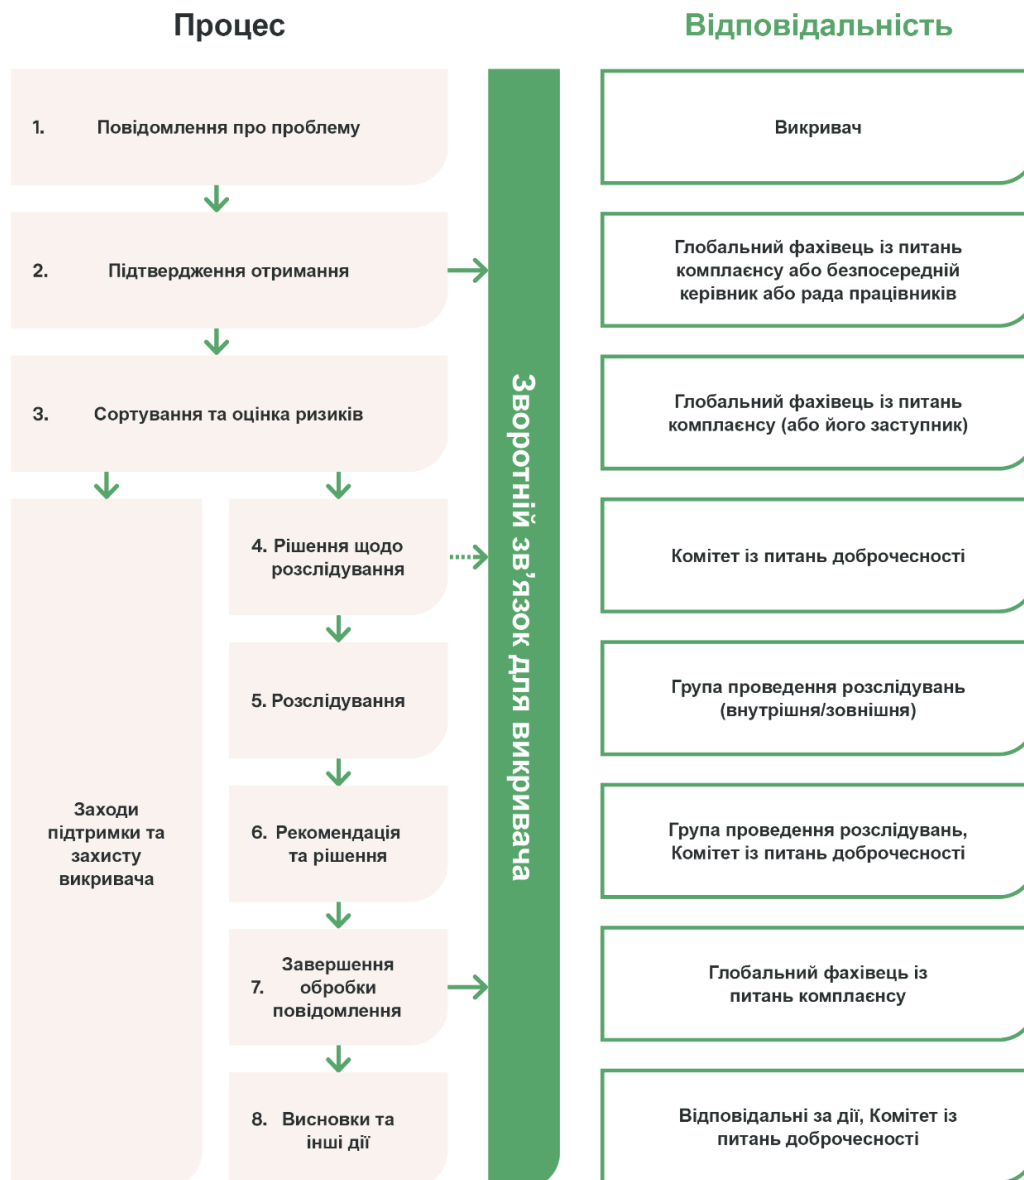 Процес
Відповідальність
1. Повідомлення про проблему
Викривач
2. Підтвердження отримання
Глобальний фахівець із питань
комплаєнсу або безпосередній
керівник або рада працівників
3. Сортування та оцінка ризиків
Глобальний фахівець із питань
комплаєнсу (або його заступник)
4. Рішення щодо
розслідування
Комітет із питань доброчесності
5. Розслідування
Група проведення розслідувань
(внутрішня/зовнішня)
6. Рекомендація
та рішення
Група проведення розслідувань,
Комітет із питань доброчесності
7. Завершення
обробки
повідомлення
Глобальний фахівець із
питань комплаєнсу
8. Висновки та
інші дії
Відповідальні за дії, Комітет із
питань доброчесності
Заходи
підтримки та
захисту
викривача
Зворотній зв’язок для викривача